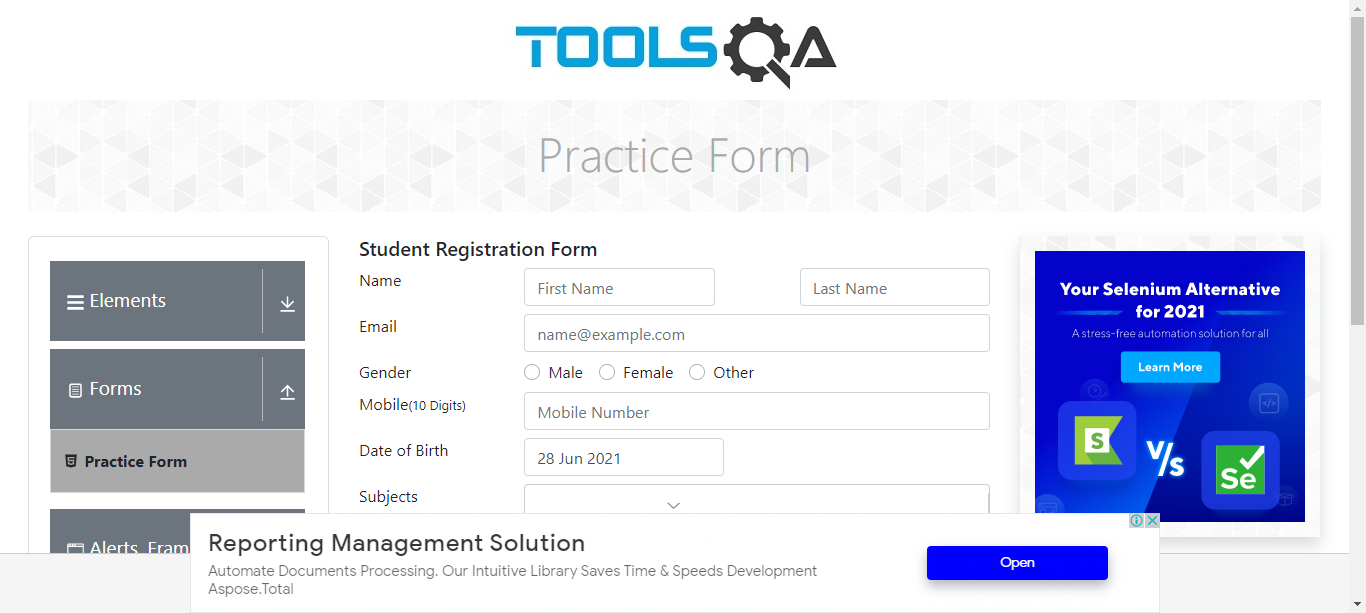 TOOLSQA
Practice Form
Elements
Forms
Practice Form
Alerts, Fram
Student Registration Form
Name
First Name
Last Name
Email
name@example.com
Gender
Male
Female
Other
Mobile(10 Digits)
Mobile Number
Date of Birth
28 Jun 2021
Subjects
Your Selenium Alternative
for 2021
A stress-free automation solution for all
Learn More
S
V/s
Se
Reporting Management Solution
Automate Documents Processing. Our Intuitive Library Saves Time & Speeds Development
Aspose.Total
Open